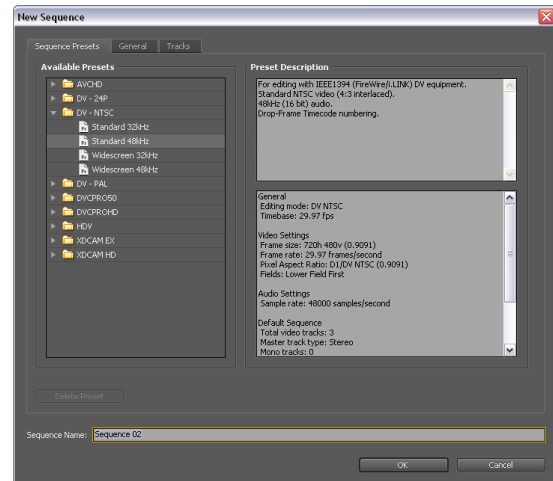 New Sequence
Sequence Presets
General
Tracks
Available Presets
AVCHD
DV - 24P
DV - NTSC
Standard 32kHz
Standard 48kHz
Widescreen 32kHz
Widescreen 48kHz
DV - PAL
DVCPRO50
DVCPROHD
HDV
XDCAM EX
XDCAM HD
Delete Preset
Preset Description
For editing with IEEE1394 (FireWire/i.LINK) DV equipment.
Standard NTSC video (4:3 interlaced).
48kHz (16 bit) audio.
Drop-Frame Timecode numbering.
General
Editing mode: DV NTSC
Timebase: 29.97 fps
Video Settings
Frame size: 720h 480v (0.9091)
Frame rate: 29.97 frames/second
Pixel Aspect Ratio: D1/DV NTSC (0.9091)
Fields: Lower Field First
Audio Settings
Sample rate: 48000 samples/second
Default Sequence
Total video tracks: 3
Master track type: Stereo
Mono tracks: 0
Sequence Name: Sequence 02
OK
Cancel